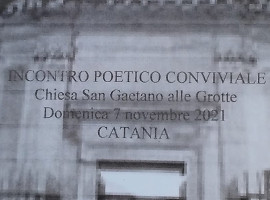 INCONTRO POETICO CONVIVIALE
Chiesa San Gaetano alle Grotte
Domenica 7 novembre 2021
CATANIA